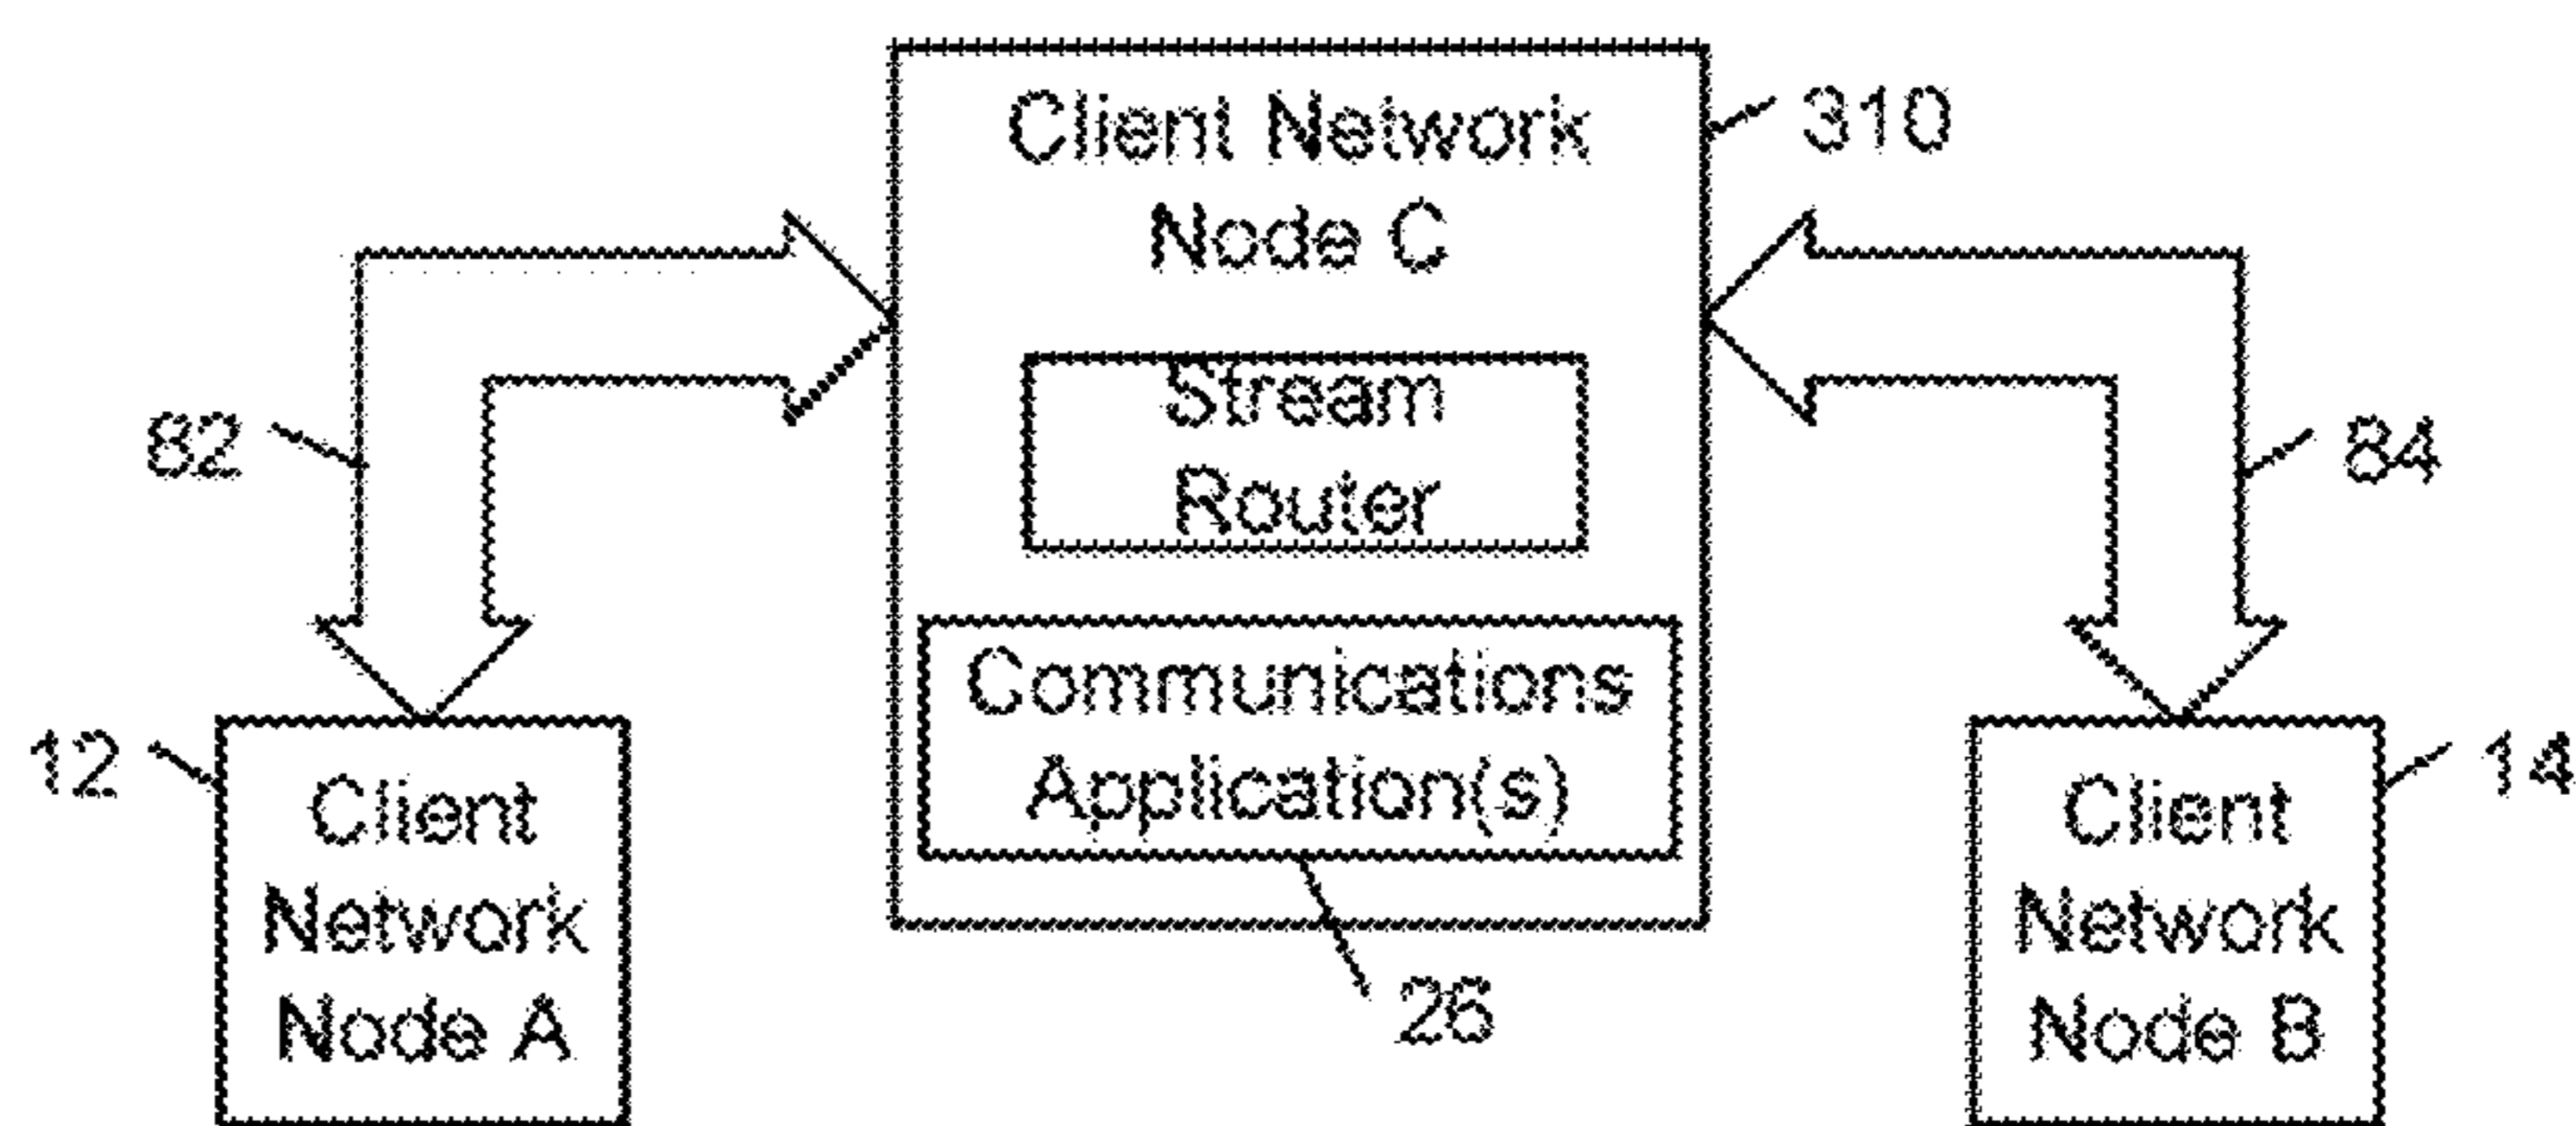 Client Network
Node C
310
Stream
Router
82
84
Communications
Application(s)
12
14
Client
Network
Node A
Client
Network
Node B
26